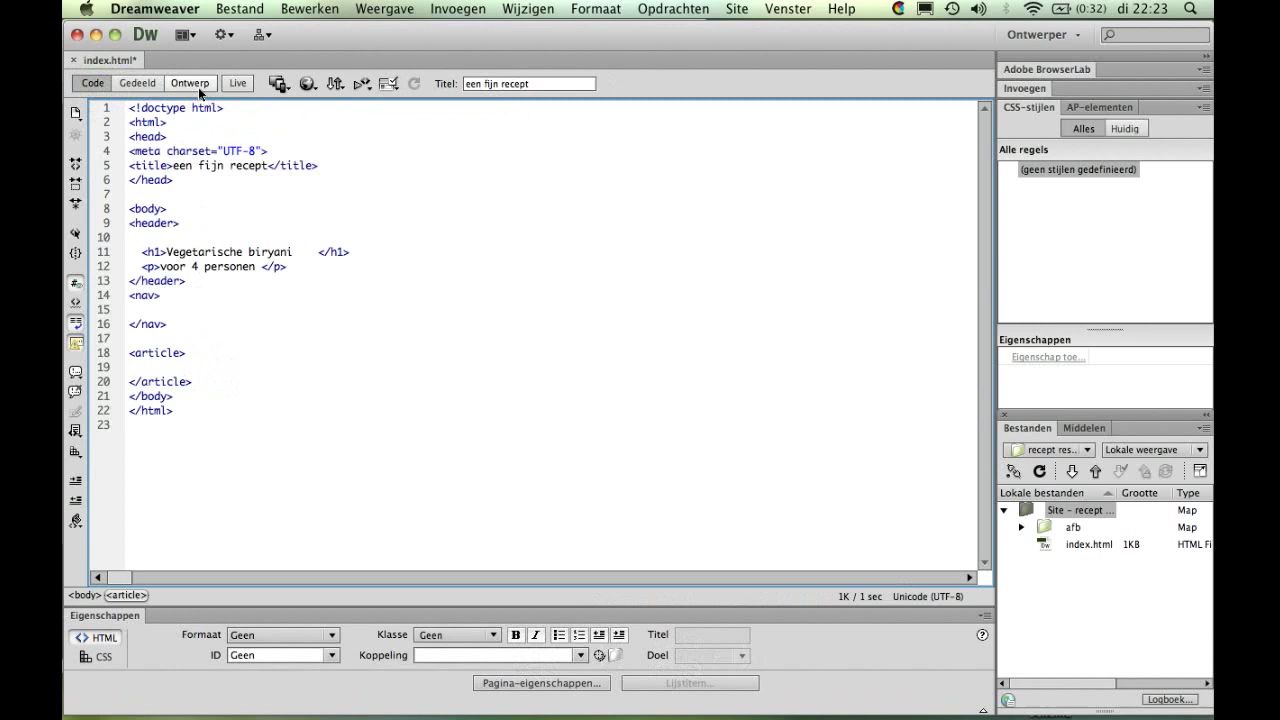 Dreamweaver Bestand Bewerken Weergave Invoegen Wijzigen Formaat Opdrachten Site Venster Help (0:32) di 22:23
Dw Ontwerper
index.html*
Code Gedeeld Ontwerp Live Titel: een fijn recept
1 <!doctype html>
2 <html>
3 <head>
4 <meta charset="UTF-8">
5 <title>een fijn recept</title>
6 </head>
7
8 <body>
9 <header>
10
11 <h1>Vegetarische biryani </h1>
12 <p>voor 4 personen </p>
13 </header>
14 <nav>
15
16 </nav>
17
18 <article>
19
20 </article>
21 </body>
22 </html>
23
<body> <article> 1K / 1 sec Unicode (UTF-8)
Eigenschappen
<> HTML Formaat Geen Klasse Geen B I Titel
CSS ID Geen Koppeling Doel
Pagina-eigenschappen... Lijstitem...
Adobe BrowserLab
Invoegen
CSS-stijlen AP-elementen
Alles Huidig
Alle regels
(geen stijlen gedefinieerd)
Eigenschappen
Eigenschap toe...
Bestanden Middelen
recept res.. Lokale weergave
Lokale bestanden Grootte Type
Site - recept ... Map
afb Map
Dw index.html 1KB HTML Fi
Logboek...